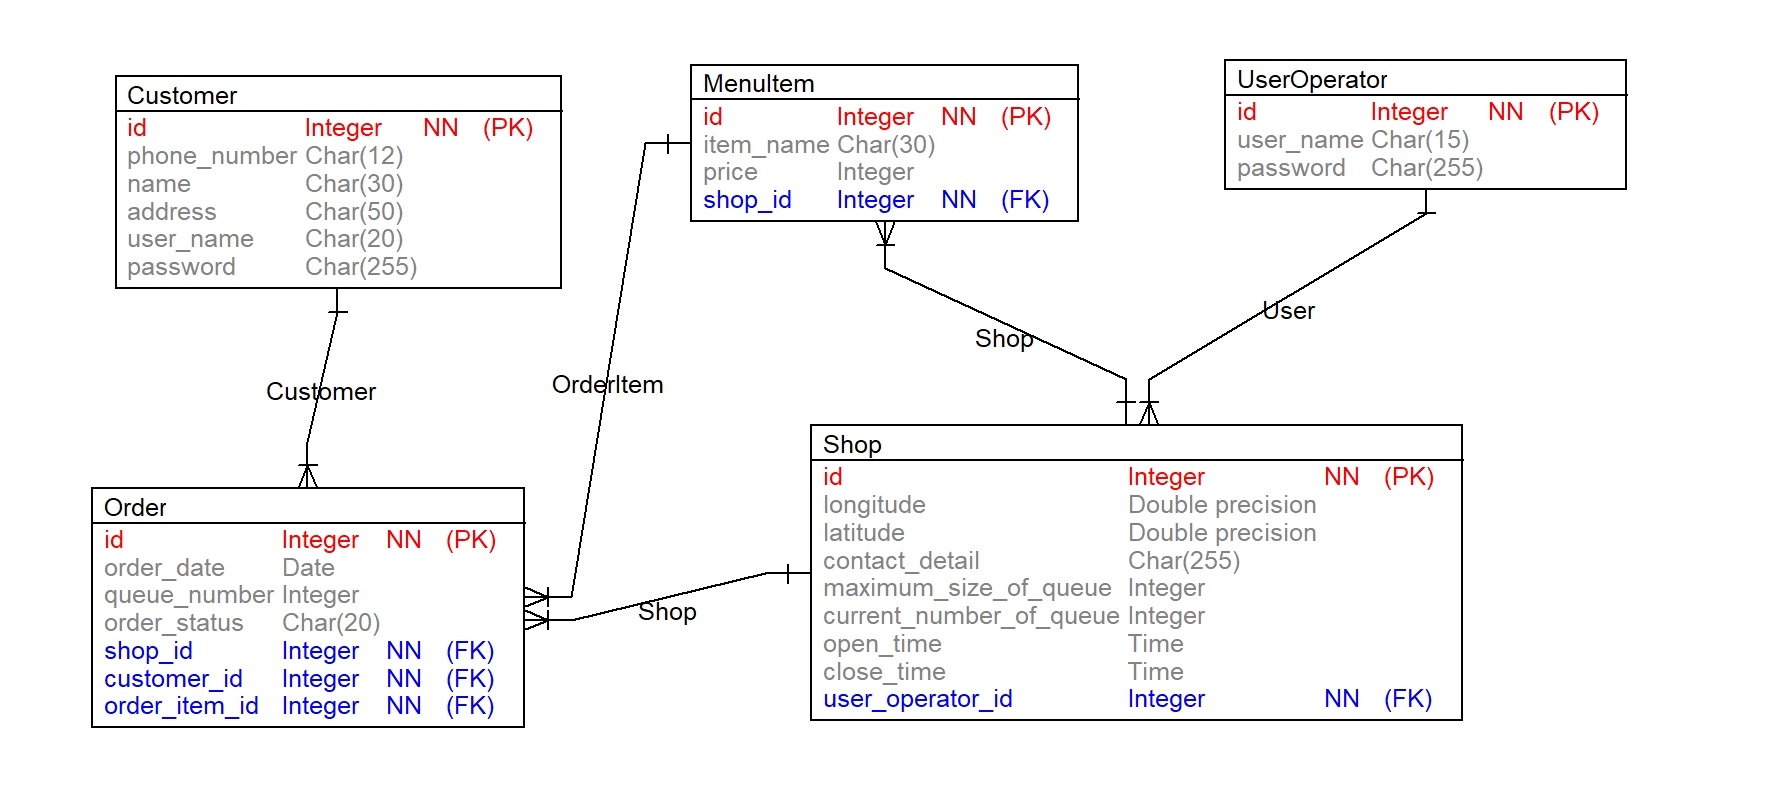 Customer
id Integer NN (PK)
phone_number Char(12)
name Char(30)
address Char(50)
user_name Char(20)
password Char(255)
MenuItem
id Integer NN (PK)
item_name Char(30)
price Integer
shop_id Integer NN (FK)
UserOperator
id Integer NN (PK)
user_name Char(15)
password Char(255)
Customer
OrderItem
Shop
User
Order
id Integer NN (PK)
order_date Date
queue_number Integer
order_status Char(20)
shop_id Integer NN (FK)
customer_id Integer NN (FK)
order_item_id Integer NN (FK)
Shop
Shop
id Integer NN (PK)
longitude Double precision
latitude Double precision
contact_detail Char(255)
maximum_size_of_queue Integer
current_number_of_queue Integer
open_time Time
close_time Time
user_operator_id Integer NN (FK)